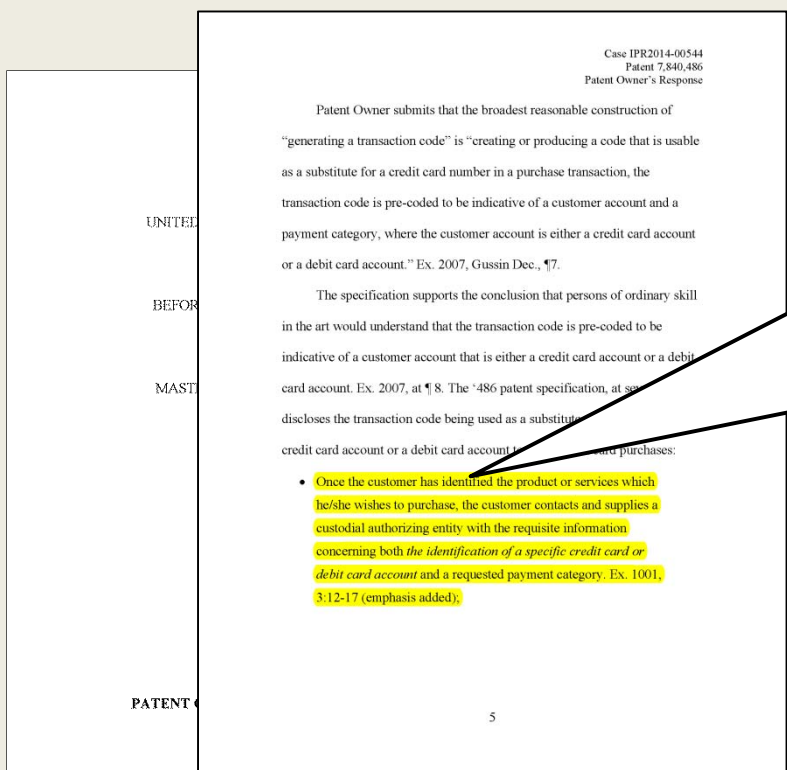 UNITED
BEFOR
MAST
PATENT
Case IPR2014-00544
Patent 7,840,486
Patent Owner’s Response
Patent Owner submits that the broadest reasonable construction of
“generating a transaction code” is “creating or producing a code that is usable
as a substitute for a credit card number in a purchase transaction, the
transaction code is pre-coded to be indicative of a customer account and a
payment category, where the customer account is either a credit card account
or a debit card account.” Ex. 2007, Gussin Dec., ¶7.
The specification supports the conclusion that persons of ordinary skill
in the art would understand that the transaction code is pre-coded to be
indicative of a customer account that is either a credit card account or a debit
card account. Ex. 2007, at ¶ 8. The ‘486 patent specification, at
discloses the transaction code being used as a substitute
credit card account or a debit card account purchases:
• Once the customer has identified the product or services which
he/she wishes to purchase, the customer contacts and supplies a
custodial authorizing entity with the requisite information
concerning both the identification of a specific credit card or
debit card account and a requested payment category. Ex. 1001,
3:12-17 (emphasis added);
5